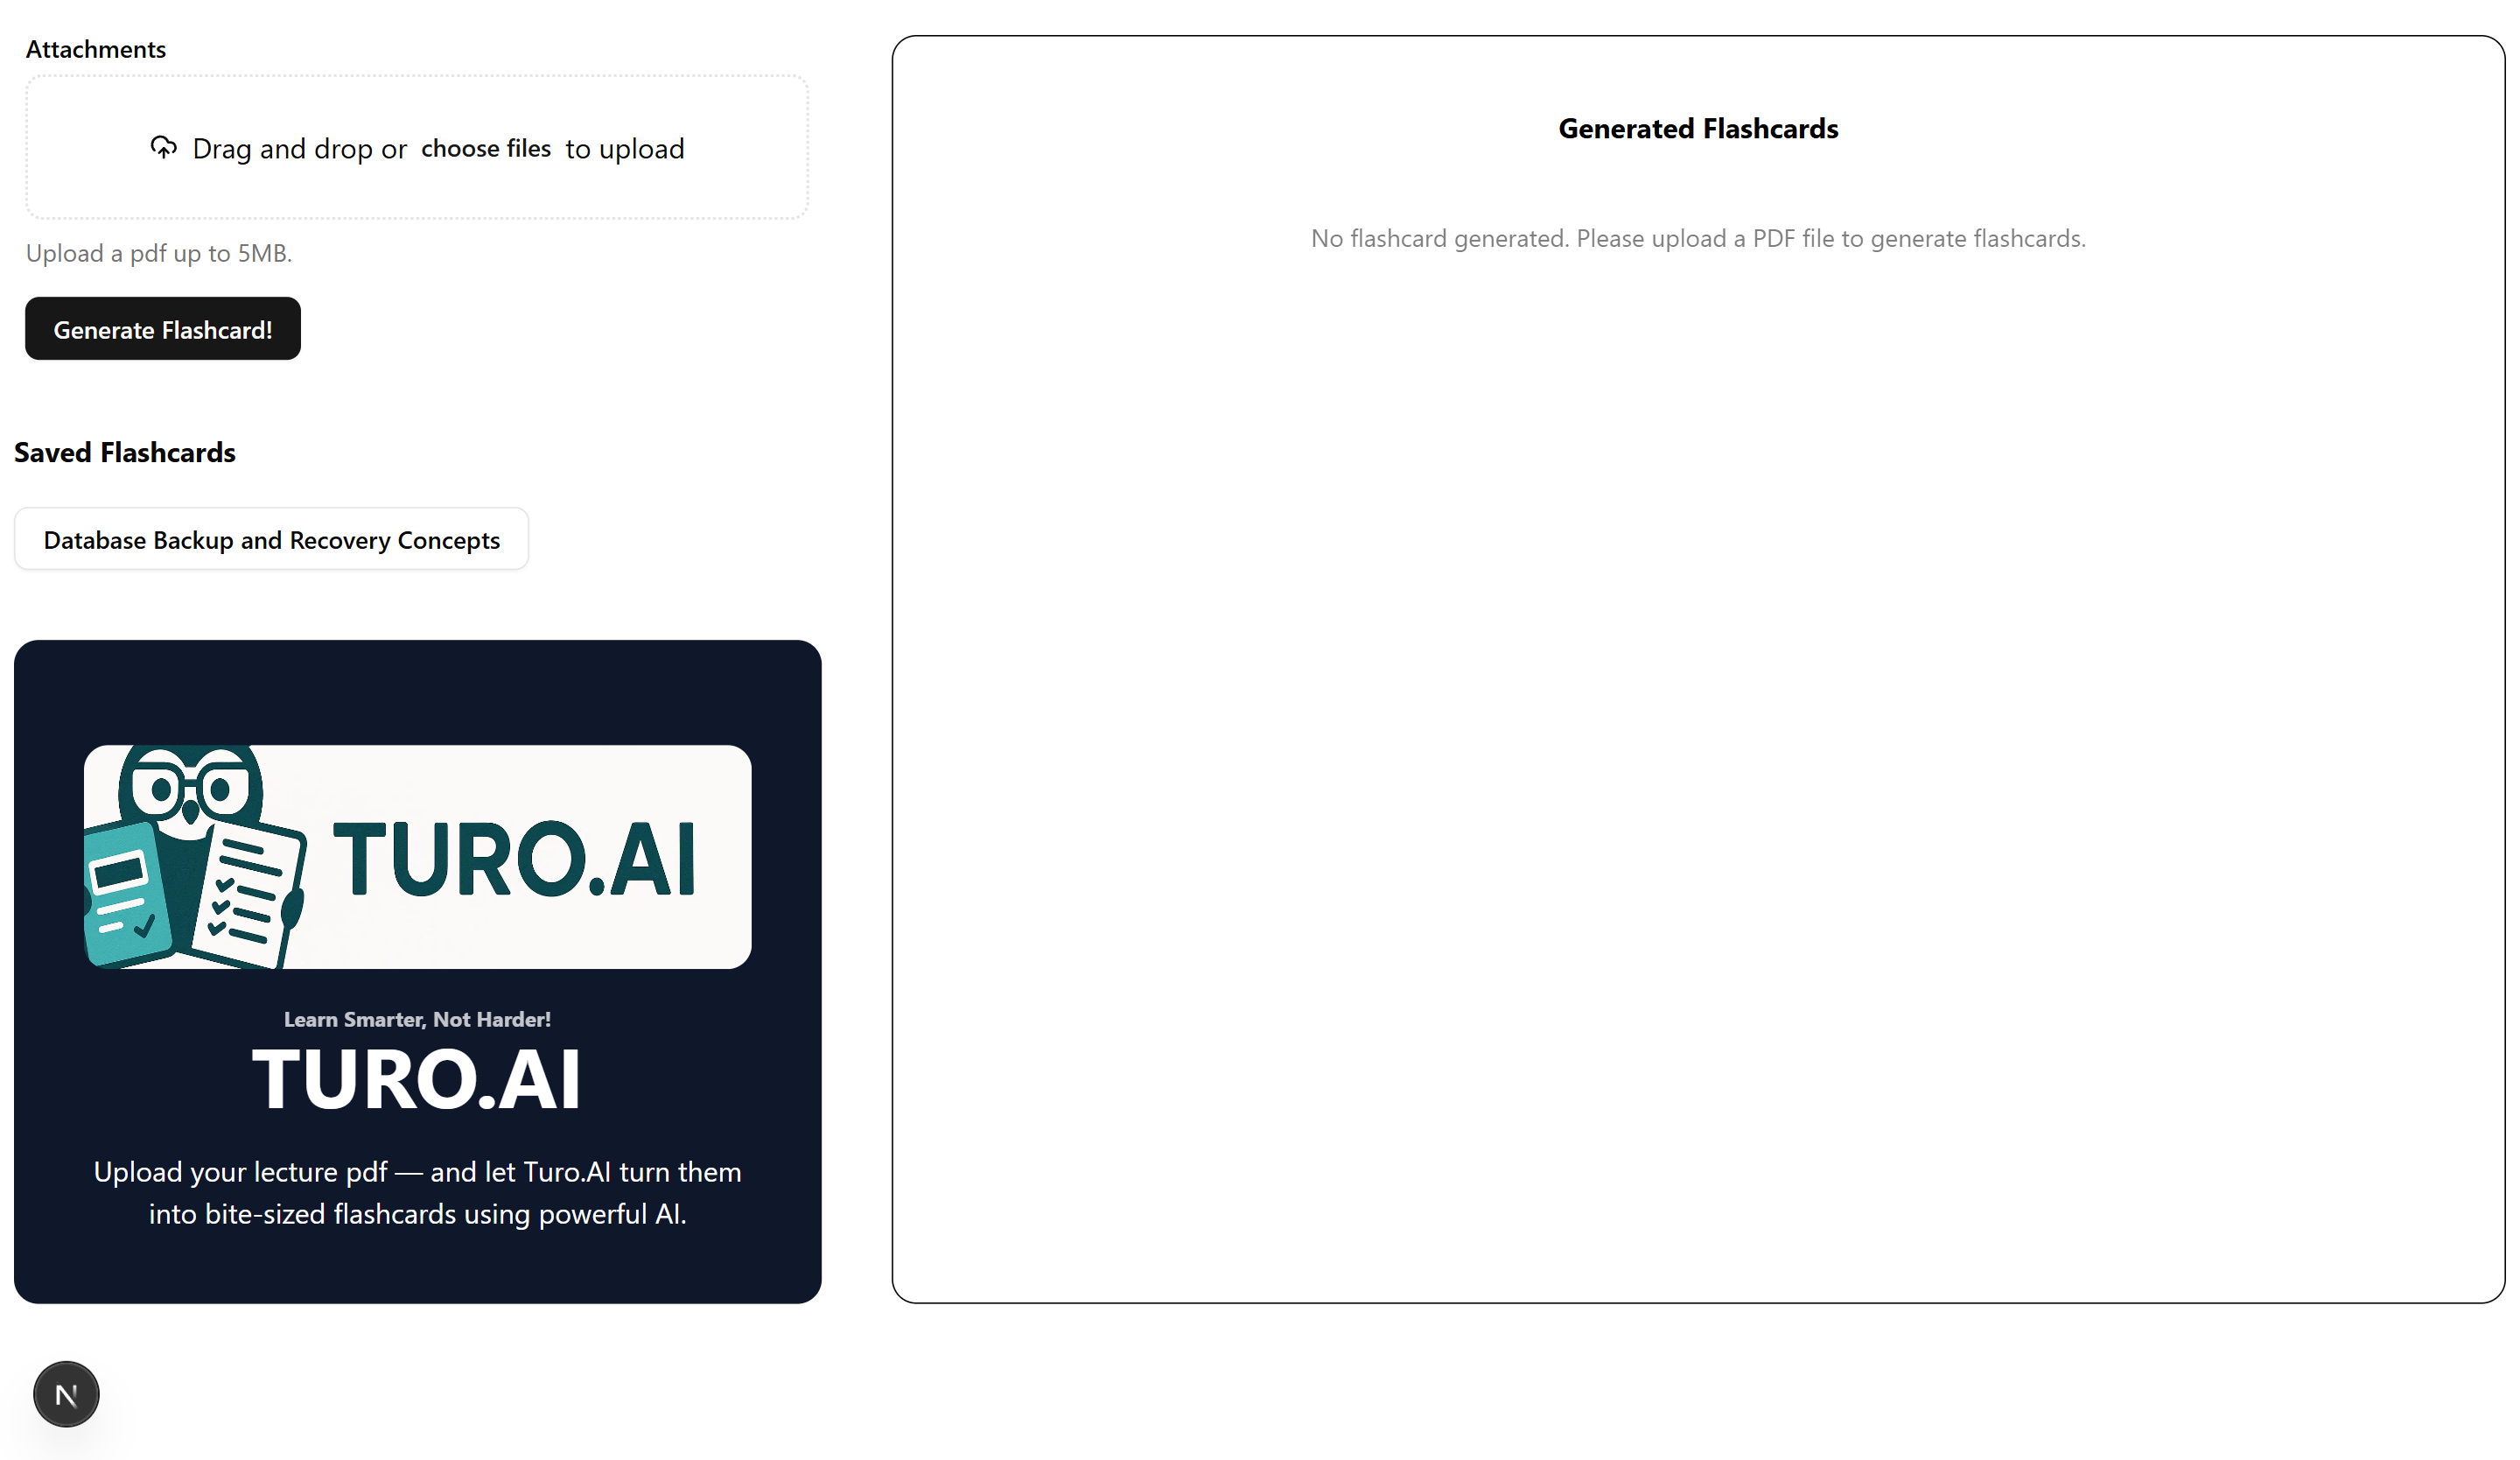 Attachments
Drag and drop or choose files to upload
Upload a pdf up to 5MB.
Generate Flashcard!
Saved Flashcards
Database Backup and Recovery Concepts
TURO.AI
Learn Smarter, Not Harder!
TURO.AI
Upload your lecture pdf — and let Turo.AI turn them
into bite-sized flashcards using powerful AI.
N
Generated Flashcards
No flashcard generated. Please upload a PDF file to generate flashcards.